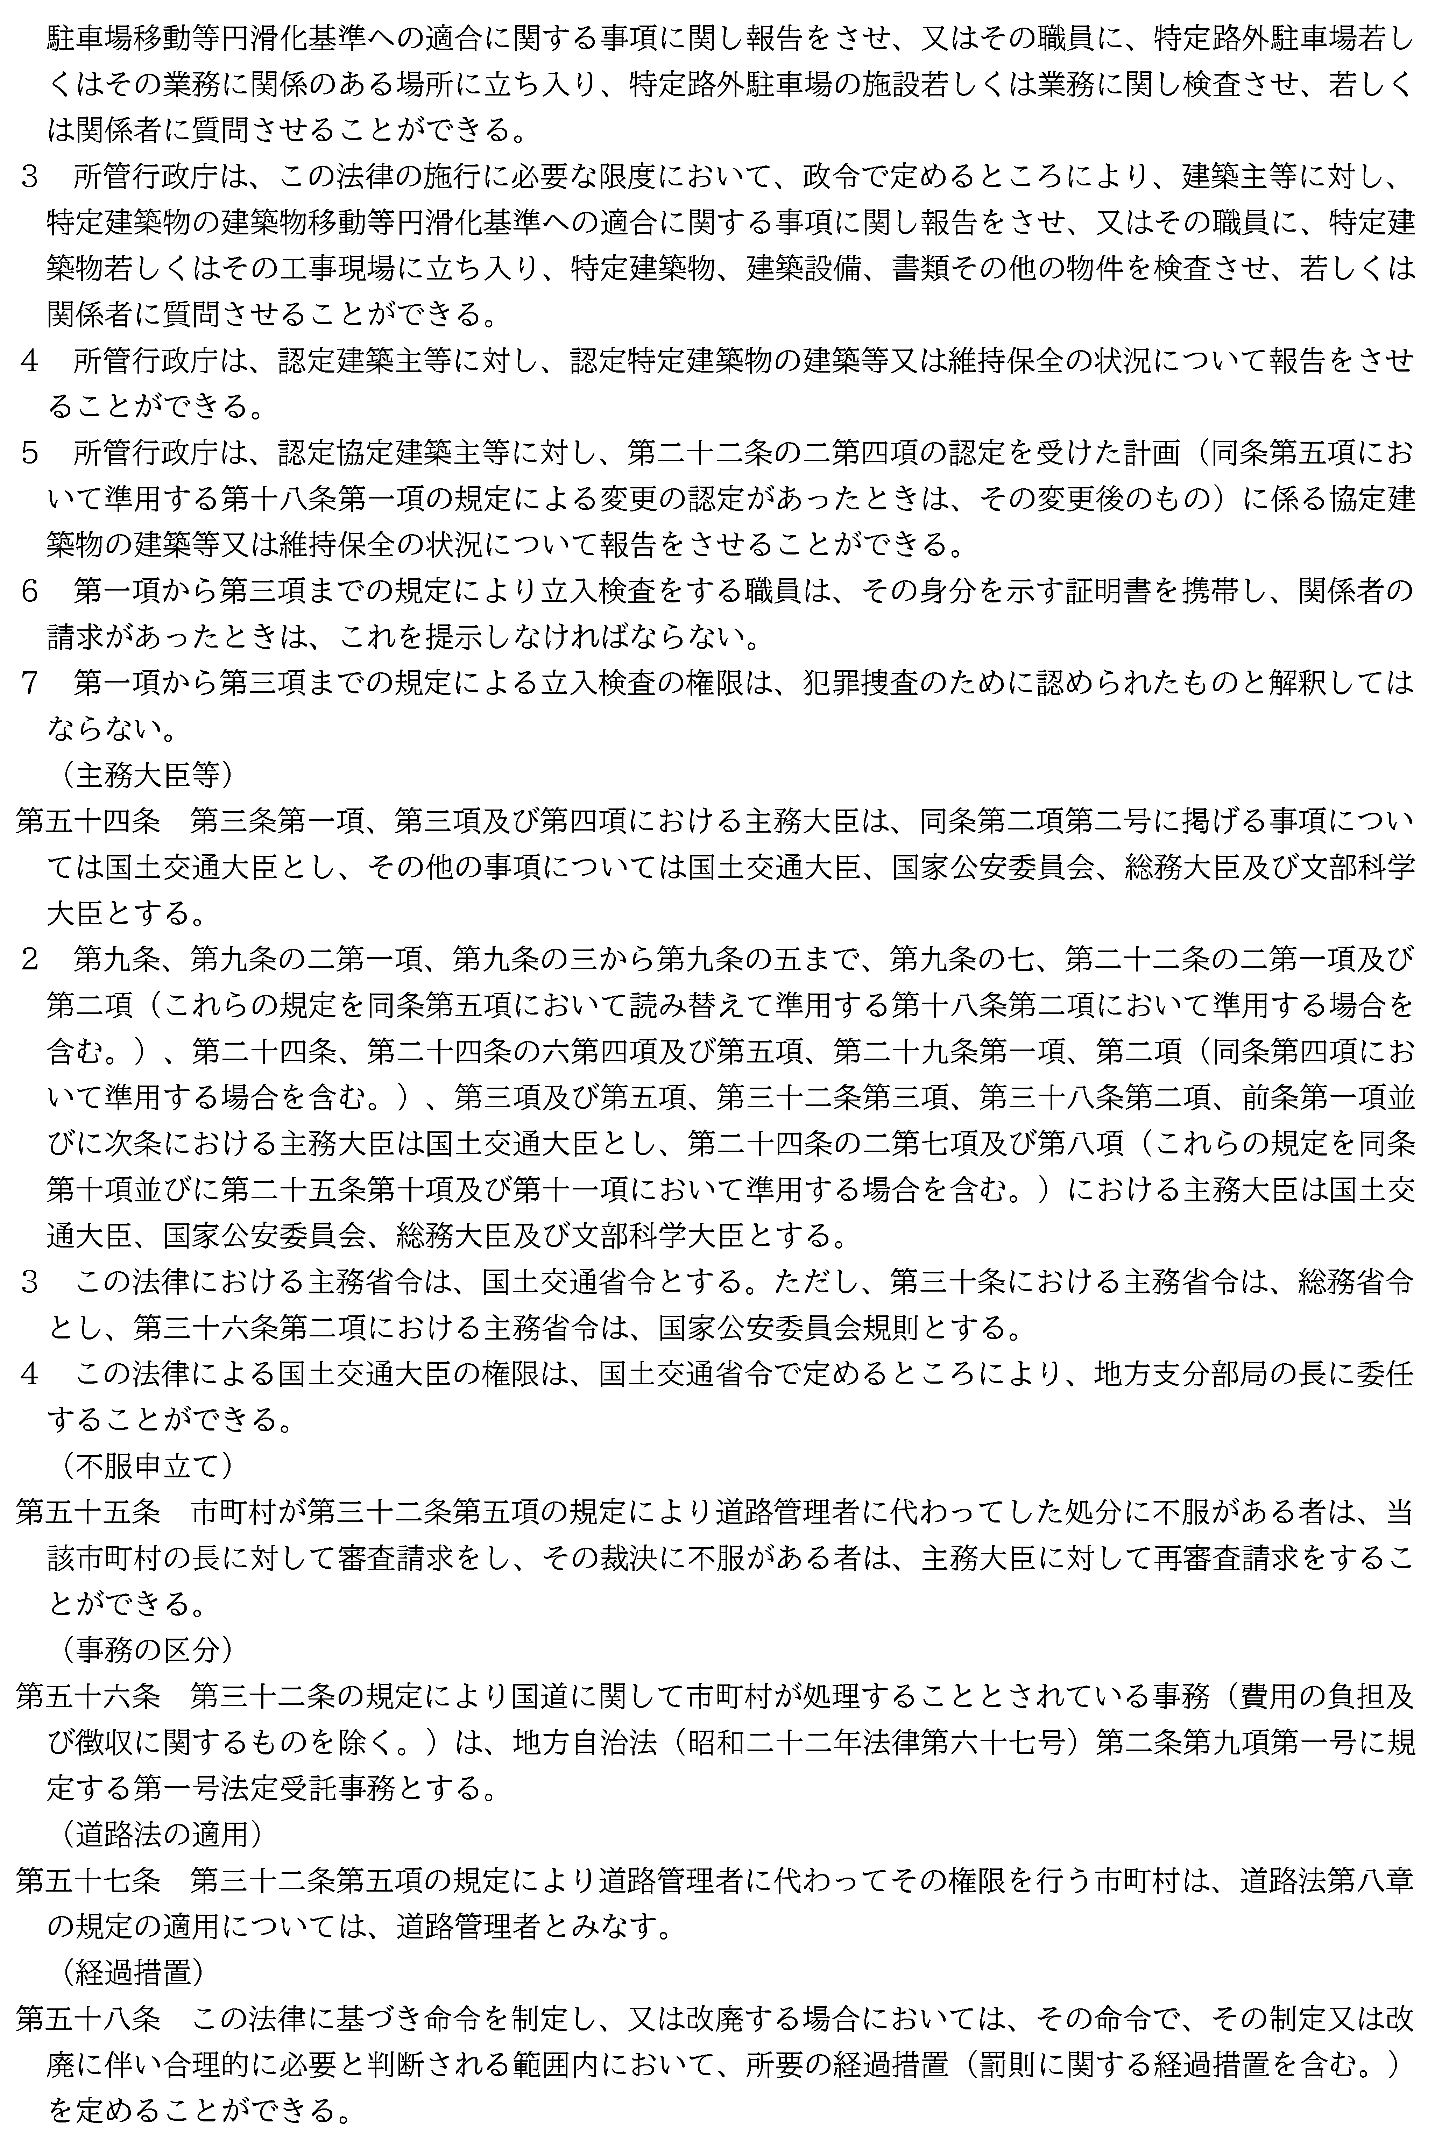 駐車場移動等円滑化基準への適合に関する事項に関し報告をさせ、又はその職員に、特定路外駐車場若し
くはその業務に関係のある場所に立ち入り、特定路外駐車場の施設若しくは業務に関し検査させ、若しく
は関係者に質問させることができる。
３　所管行政庁は、この法律の施行に必要な限度において、政令で定めるところにより、建築主等に対し、
特定建築物の建築物移動等円滑化基準への適合に関する事項に関し報告をさせ、又はその職員に、特定建
築物若しくはその工事現場に立ち入り、特定建築物、建築設備、書類その他の物件を検査させ、若しくは
関係者に質問させることができる。
４　所管行政庁は、認定建築主等に対し、認定特定建築物の建築等又は維持保全の状況について報告をさせ
ることができる。
５　所管行政庁は、認定協定建築主等に対し、第二十二条の二第四項の認定を受けた計画（同条第五項にお
いて準用する第十八条第一項の規定による変更の認定があったときは、その変更後のもの）に係る協定建
築物の建築等又は維持保全の状況について報告をさせることができる。
６　第一項から第三項までの規定により立入検査をする職員は、その身分を示す証明書を携帯し、関係者の
請求があったときは、これを提示しなければならない。
７　第一項から第三項までの規定による立入検査の権限は、犯罪捜査のために認められたものと解釈しては
ならない。
（主務大臣等）
第五十四条　第三条第一項、第三項及び第四項における主務大臣は、同条第二項第二号に掲げる事項につい
ては国土交通大臣とし、その他の事項については国土交通大臣、国家公安委員会、総務大臣及び文部科学
大臣とする。
２　第九条、第九条の二第一項、第九条の三から第九条の五まで、第九条の七、第二十二条の二第一項及び
第二項（これらの規定を同条第五項において読み替えて準用する第十八条第二項において準用する場合を
含む。）、第二十四条、第二十四条の六第四項及び第五項、第二十九条第一項、第二項（同条第四項にお
いて準用する場合を含む。）、第三項及び第五項、第三十二条第三項、第三十八条第二項、前条第一項並
びに次条における主務大臣は国土交通大臣とし、第二十四条の二第七項及び第八項（これらの規定を同条
第十項並びに第二十五条第十項及び第十一項において準用する場合を含む。）における主務大臣は国土交
通大臣、国家公安委員会、総務大臣及び文部科学大臣とする。
３　この法律における主務省令は、国土交通省令とする。ただし、第三十条における主務省令は、総務省令
とし、第三十六条第二項における主務省令は、国家公安委員会規則とする。
４　この法律による国土交通大臣の権限は、国土交通省令で定めるところにより、地方支分部局の長に委任
することができる。
（不服申立て）
第五十五条　市町村が第三十二条第五項の規定により道路管理者に代わってした処分に不服がある者は、当
該市町村の長に対して審査請求をし、その裁決に不服がある者は、主務大臣に対して再審査請求をするこ
とができる。
（事務の区分）
第五十六条　第三十二条の規定により国道に関して市町村が処理することとされている事務（費用の負担及
び徴収に関するものを除く。）は、地方自治法（昭和二十二年法律第六十七号）第二条第九項第一号に規
定する第一号法定受託事務とする。
（道路法の適用）
第五十七条　第三十二条第五項の規定により道路管理者に代わってその権限を行う市町村は、道路法第八章
の規定の適用については、道路管理者とみなす。
（経過措置）
第五十八条　この法律に基づき命令を制定し、又は改廃する場合においては、その命令で、その制定又は改
廃に伴い合理的に必要と判断される範囲内において、所要の経過措置（罰則に関する経過措置を含む。）
を定めることができる。